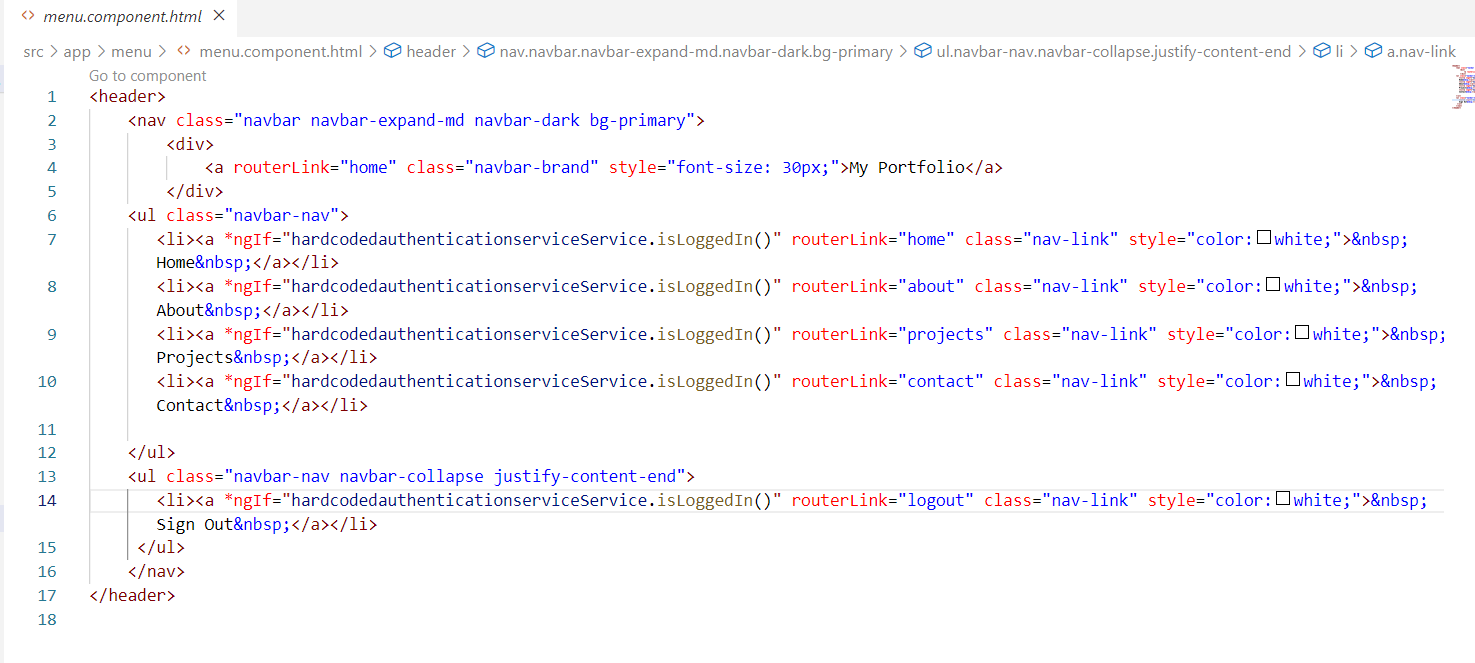 menu.component.html
src > app > menu > menu.component.html > header > nav.navbar.navbar-expand-md.navbar-dark.bg-primary > ul.navbar-nav.navbar-collapse.justify-content-end > li > a.nav-link
Go to component
1 <header>
2 <nav class="navbar navbar-expand-md navbar-dark bg-primary">
3 <div>
4 <a routerLink="home" class="navbar-brand" style="font-size: 30px;">My Portfolio</a>
5 </div>
6 <ul class="navbar-nav">
7 <li><a *ngIf="hardcodedauthenticationserviceService.isLoggedIn()" routerLink="home" class="nav-link" style="color:white;">&nbsp;
Home&nbsp;</a></li>
8 <li><a *ngIf="hardcodedauthenticationserviceService.isLoggedIn()" routerLink="about" class="nav-link" style="color:white;">&nbsp;
About&nbsp;</a></li>
9 <li><a *ngIf="hardcodedauthenticationserviceService.isLoggedIn()" routerLink="projects" class="nav-link" style="color:white;">&nbsp;
Projects&nbsp;</a></li>
10 <li><a *ngIf="hardcodedauthenticationserviceService.isLoggedIn()" routerLink="contact" class="nav-link" style="color:white;">&nbsp;
Contact&nbsp;</a></li>
11
12 </ul>
13 <ul class="navbar-nav navbar-collapse justify-content-end">
14 <li><a *ngIf="hardcodedauthenticationserviceService.isLoggedIn()" routerLink="logout" class="nav-link" style="color:white;">&nbsp;
Sign Out&nbsp;</a></li>
15 </ul>
16 </nav>
17 </header>
18